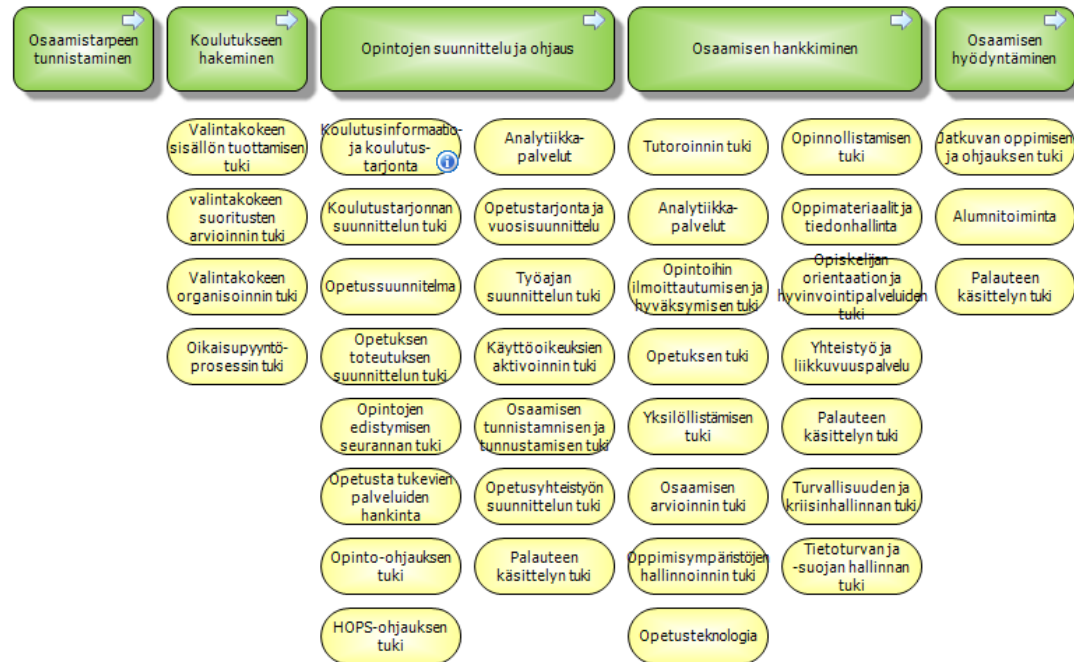 Osaamistarpeen
tunnistaminen
Koulutukseen
hakeminen
Opintojen suunnittelu ja ohjaus
Osaamisen hankkiminen
Osaamisen
hyödyntäminen
Valintakokeen
sisällön tuottamisen
tuki
valintakokeen
suoritusten
arvioinnin tuki
Valintakokeen
organisoinnin tuki
Oikaisupyyntö-
prosessin tuki
Koulutusinformaatio-
ja koulutus-
tarjonta
Koulutustarjonnan
suunnittelun tuki
Opetussuunnitelma
Opetuksen
toteutuksen
suunnittelun tuki
Opintojen
edistymisen
seurannan tuki
Opetusta tukevien
palveluiden
hankinta
Opinto-ohjauksen
tuki
HOPS-ohjauksen
tuki
Analytiikka-
palvelut
Opetustarjonta ja
vuosisuunnittelu
Työajan
suunnittelun tuki
Käyttöoikeuksien
aktivoinnin tuki
Osaamisen
tunnistamnisen ja
tunnustamisen tuki
Opetusyhteistyön
suunnittelun tuki
Palauteen
käsittelyn tuki
Tutoroinnin tuki
Analytiikka-
palvelut
Opintoihin
ilmoittautumisen ja
hyväksymisen tuki
Opetuksen tuki
Yksilöllistämisen
tuki
Osaamisen
arvioinnin tuki
Oppimisympäristöjen
hallinnoinnin tuki
Opetusteknologia
Opinnollistamisen
tuki
Oppimateriaalit ja
tiedonhallinta
Opiskelijan
orientaation ja
hyvinvointipalveluiden
tuki
Yhteistyö ja
liikkuvuuspalvelu
Palauteen
käsittelyn tuki
Turvallisuuden ja
kriisinhallinnan tuki
Tietoturvan ja
-suojan hallinnan
tuki
Jatkuvan oppimisen
ja ohjauksen tuki
Alumnitoiminta
Palauteen
käsittelyn tuki